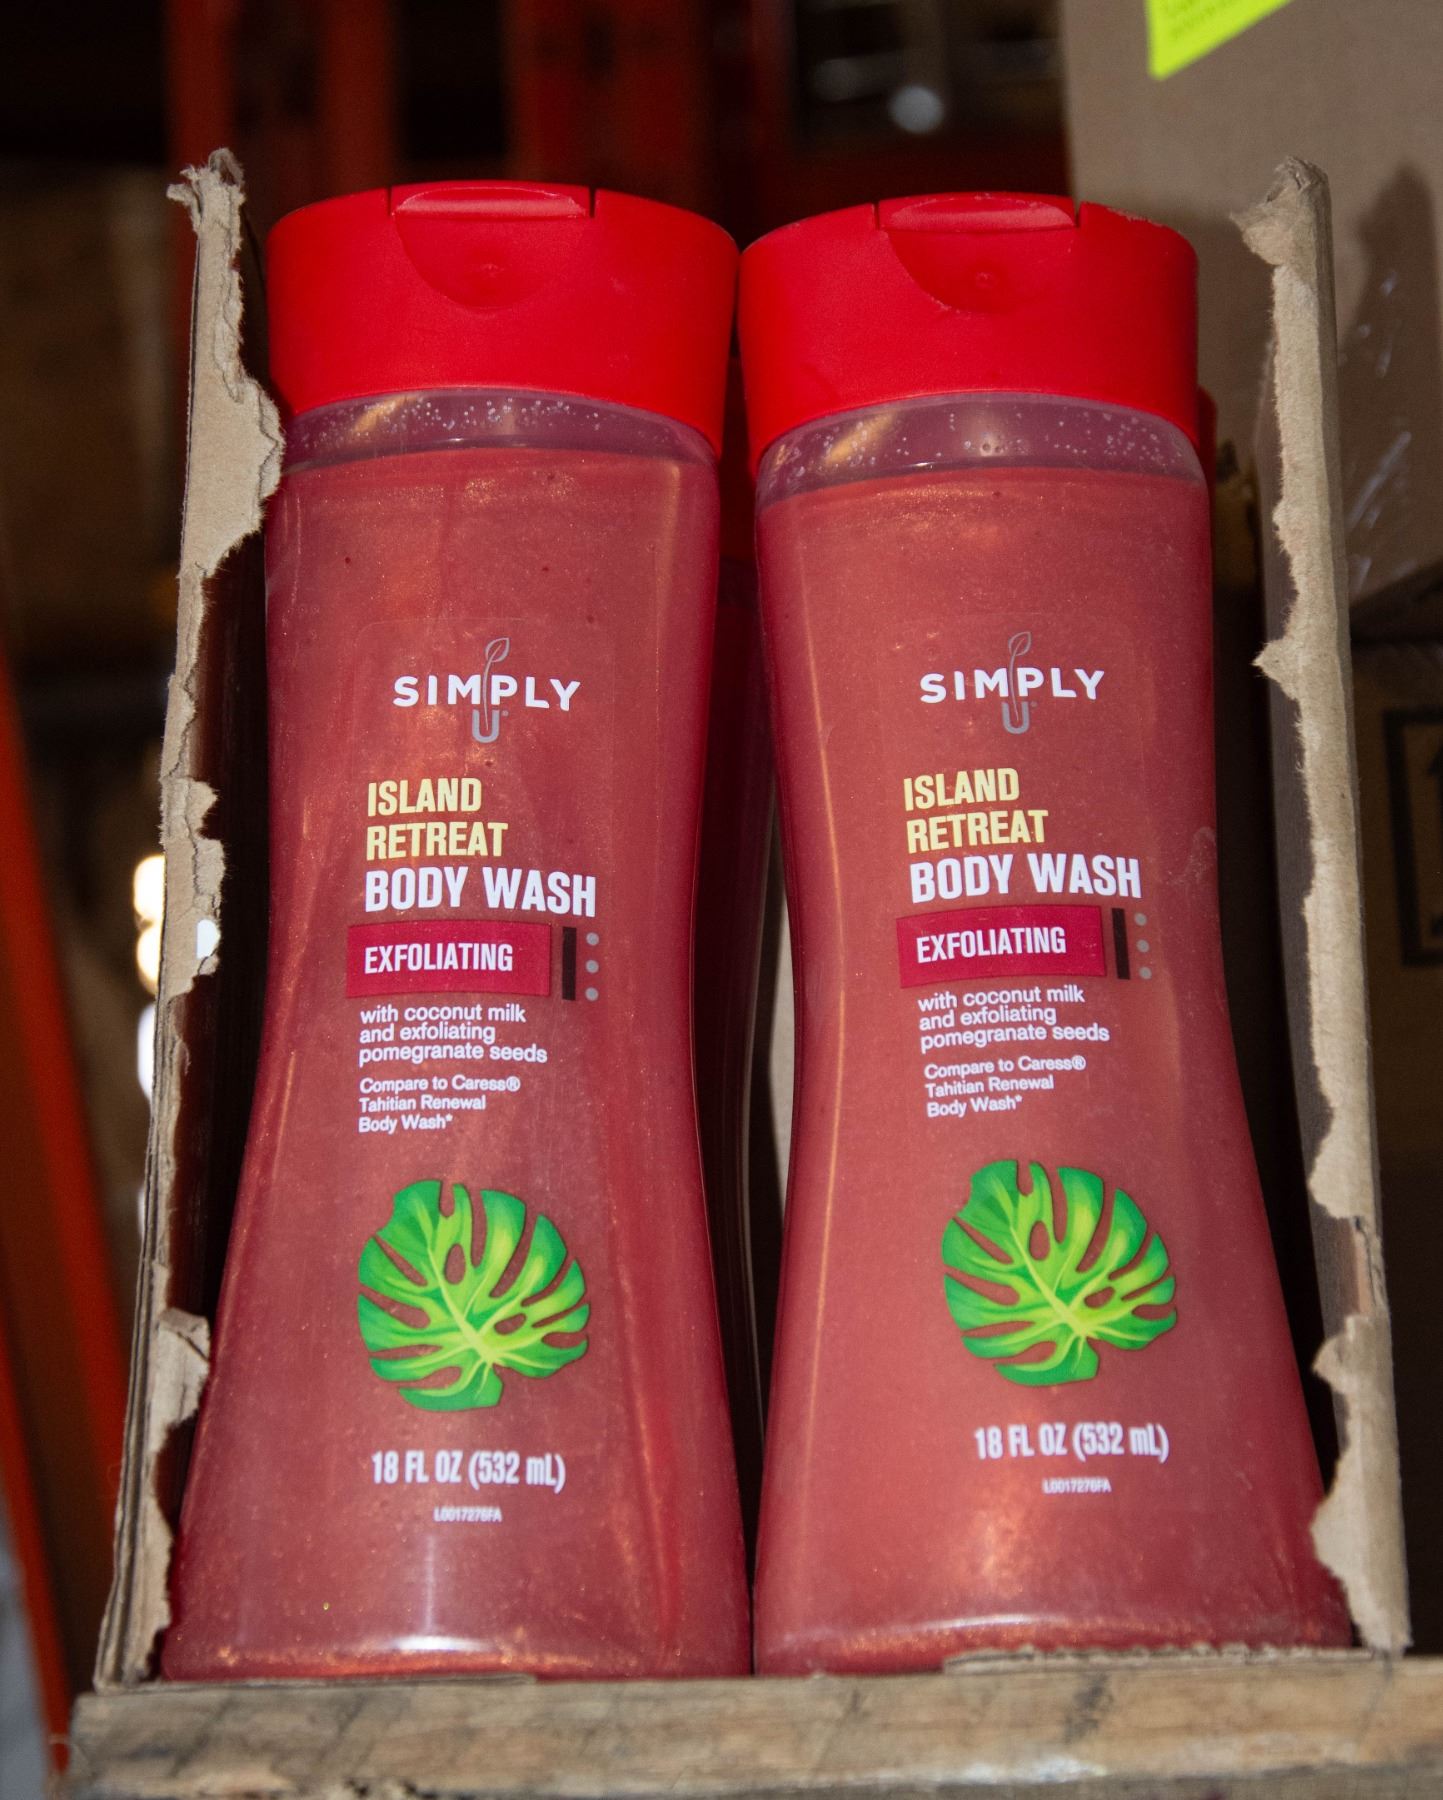 SIMPLY
U®
ISLAND
RETREAT
BODY WASH
EXFOLIATING
with coconut milk
and exfoliating
pomegranate seeds
Compare to Caress®
Tahitian Renewal
Body Wash*
18 FL OZ (532 mL)
L0017276FA
SIMPLY
U®
ISLAND
RETREAT
BODY WASH
EXFOLIATING
with coconut milk
and exfoliating
pomegranate seeds
Compare to Caress®
Tahitian Renewal
Body Wash*
18 FL OZ (532 mL)
L0017276FA